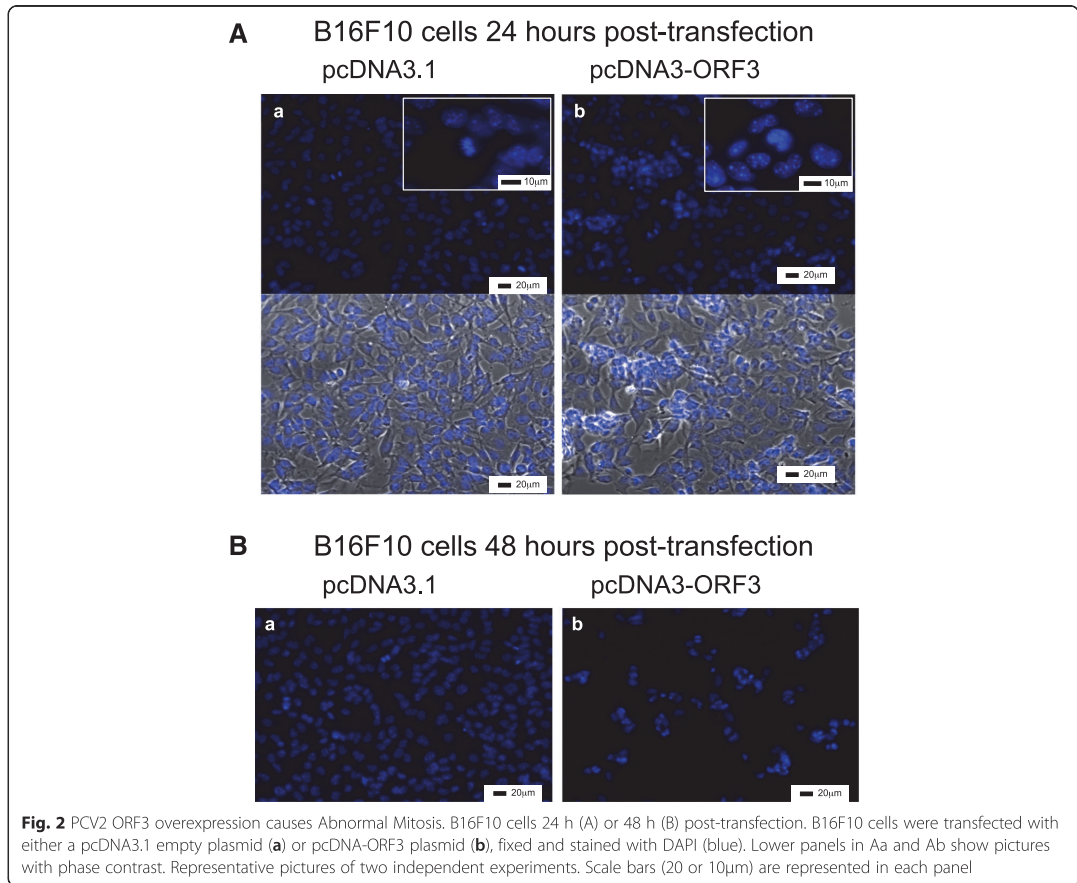 A B16F10 cells 24 hours post-transfection
pcDNA3.1 pcDNA3-ORF3
a b
10µm 10µm
20µm 20µm
20µm 20µm
B B16F10 cells 48 hours post-transfection
pcDNA3.1 pcDNA3-ORF3
a b
20µm 20µm
Fig. 2 PCV2 ORF3 overexpression causes Abnormal Mitosis. B16F10 cells 24 h (A) or 48 h (B) post-transfection. B16F10 cells were transfected with
either a pcDNA3.1 empty plasmid (a) or pcDNA-ORF3 plasmid (b), fixed and stained with DAPI (blue). Lower panels in Aa and Ab show pictures
with phase contrast. Representative pictures of two independent experiments. Scale bars (20 or 10µm) are represented in each panel